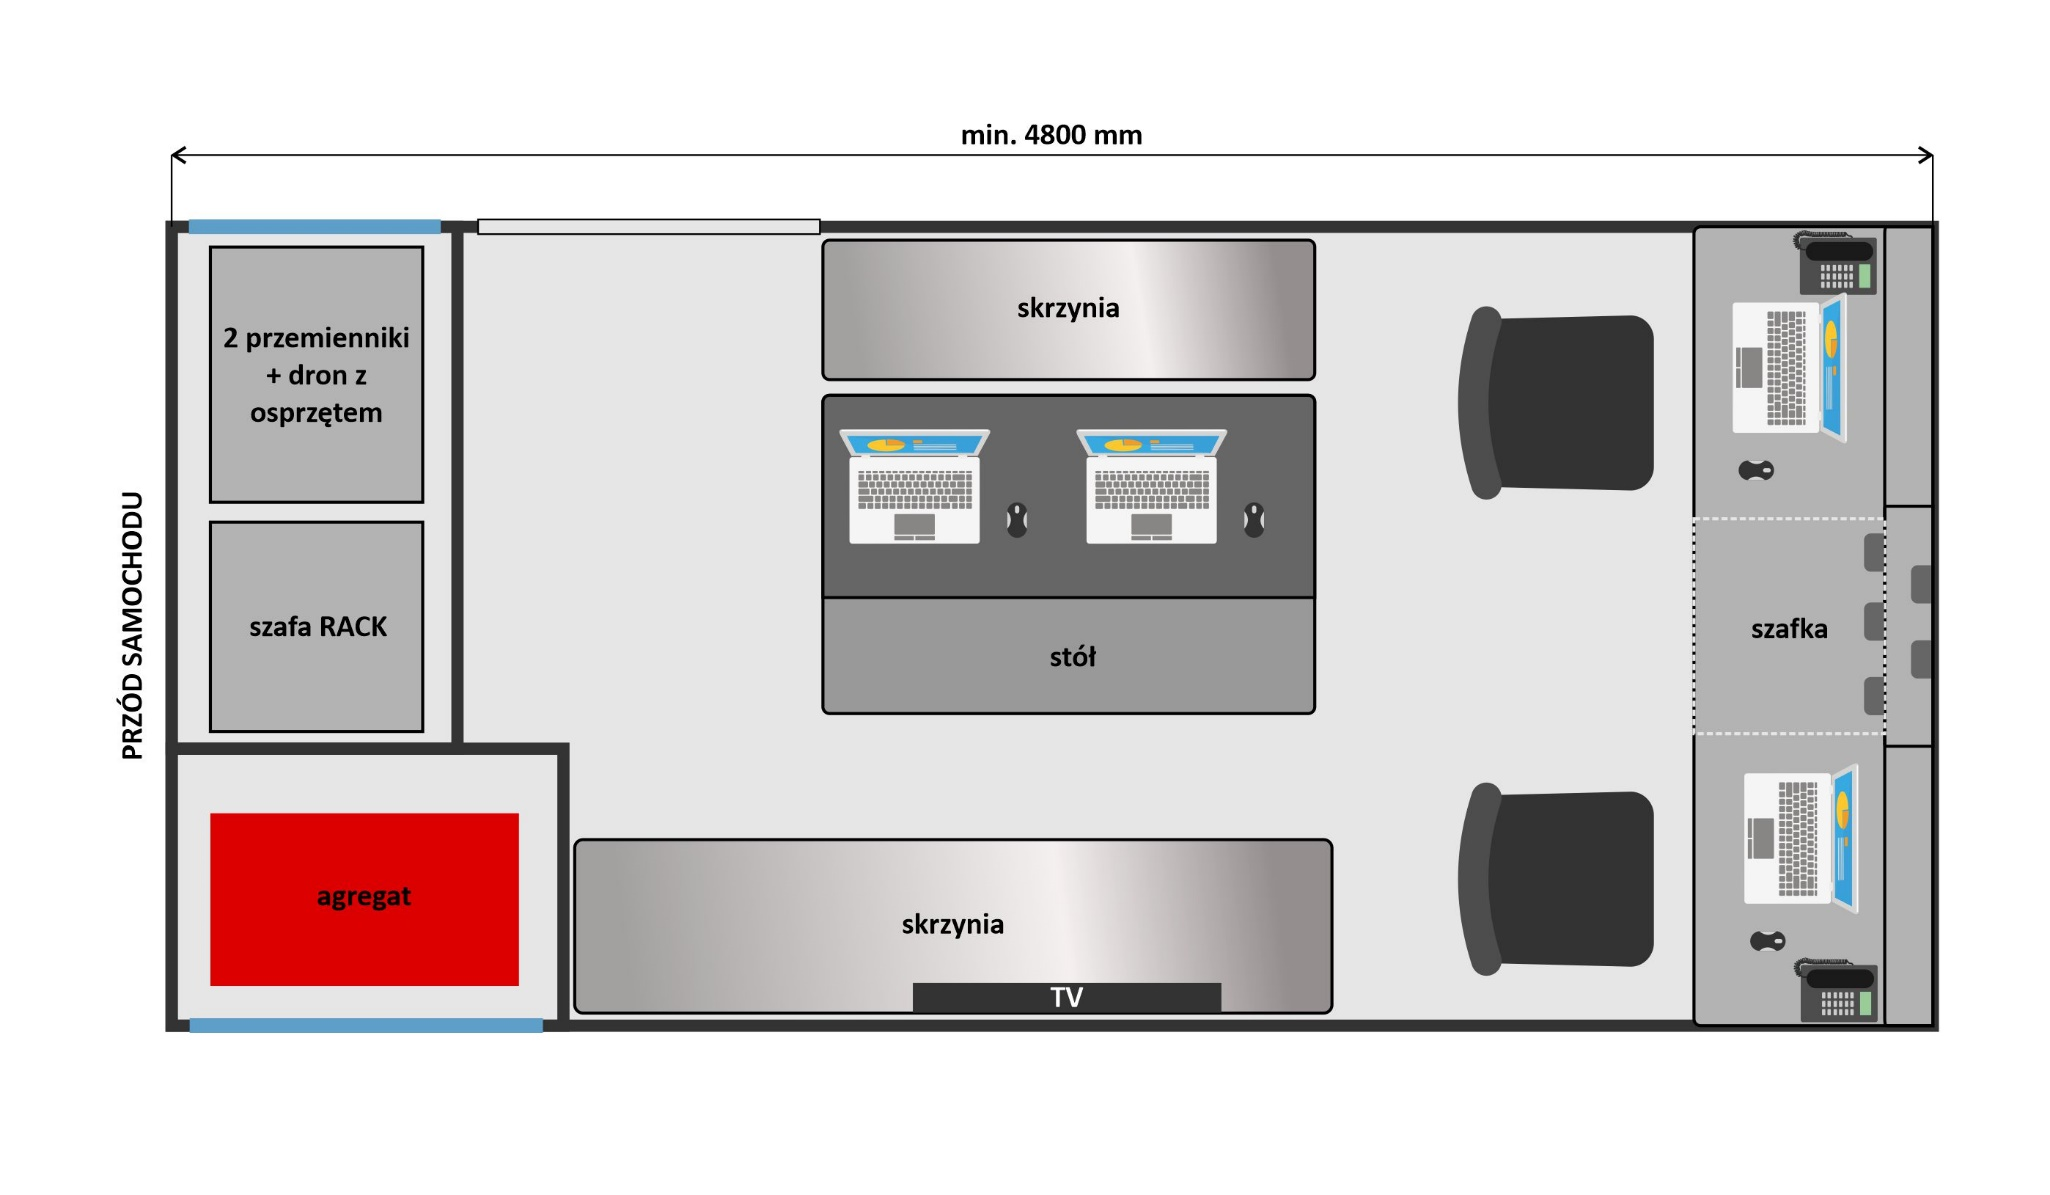 min. 4800 mm
PRZÓD SAMOCHODU
2 przemienniki
+ dron z
osprzętem
szafa RACK
agregat
skrzynia
stół
skrzynia
TV
szafka